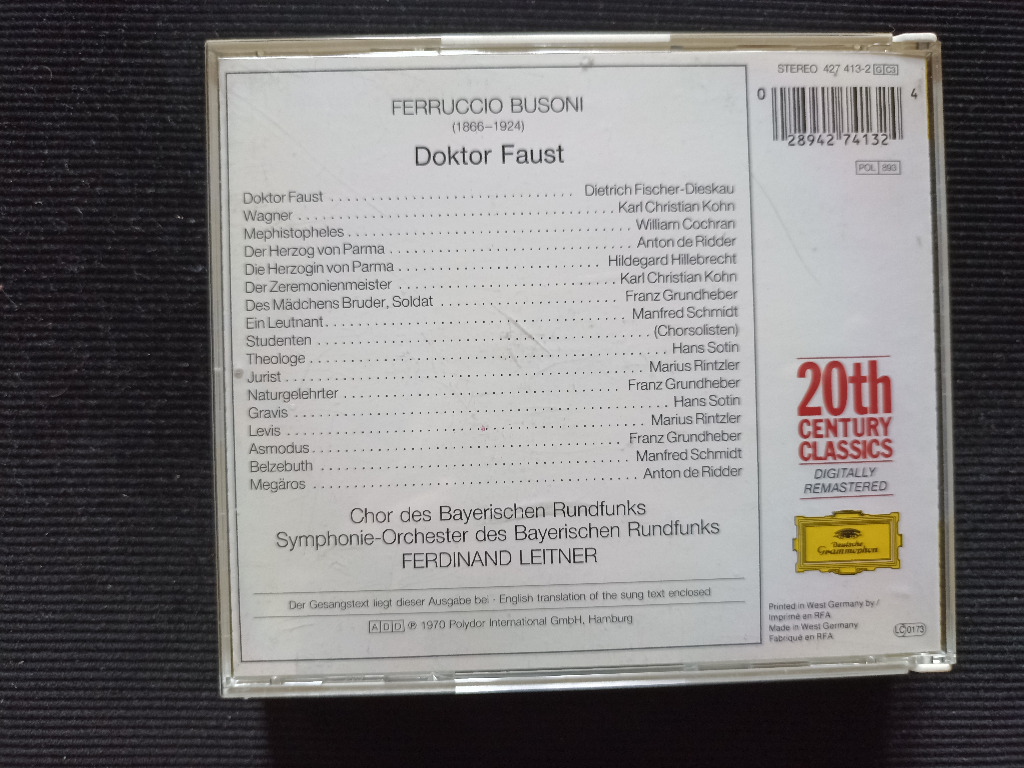 FERRUCCIO BUSONI
(1866–1924)
Doktor Faust
Doktor Faust . . . . . . . . . . . . . . . . . . . . . . . . . . . . Dietrich Fischer-Dieskau
Wagner . . . . . . . . . . . . . . . . . . . . . . . . . . . . Karl Christian Kohn
Mephistopheles . . . . . . . . . . . . . . . . . . . . . . . . . . . . William Cochran
Der Herzog von Parma . . . . . . . . . . . . . . . . . . . . . . . . . . . . Anton de Ridder
Die Herzogin von Parma . . . . . . . . . . . . . . . . . . . . . . . . . . . . Hildegard Hillebrecht
Der Zeremonienmeister . . . . . . . . . . . . . . . . . . . . . . . . . . . . Karl Christian Kohn
Des Mädchens Bruder, Soldat . . . . . . . . . . . . . . . . . . . . . . . . Franz Grundheber
Ein Leutnant . . . . . . . . . . . . . . . . . . . . . . . . . . . . Manfred Schmidt
Studenten . . . . . . . . . . . . . . . . . . . . . . . . . . . . (Chorsolisten)
Theologe . . . . . . . . . . . . . . . . . . . . . . . . . . . . Hans Sotin
Jurist . . . . . . . . . . . . . . . . . . . . . . . . . . . . Marius Rintzler
Naturgelehrter . . . . . . . . . . . . . . . . . . . . . . . . . . . . Franz Grundheber
Gravis . . . . . . . . . . . . . . . . . . . . . . . . . . . . Hans Sotin
Levis . . . . . . . . . . . . . . . . . . . . . . . . . . . . Marius Rintzler
Asmodus . . . . . . . . . . . . . . . . . . . . . . . . . . . . Franz Grundheber
Belzebuth . . . . . . . . . . . . . . . . . . . . . . . . . . . . Manfred Schmidt
Megäros . . . . . . . . . . . . . . . . . . . . . . . . . . . . Anton de Ridder
Chor des Bayerischen Rundfunks
Symphonie-Orchester des Bayerischen Rundfunks
FERDINAND LEITNER
Der Gesangstext liegt dieser Ausgabe bei · English translation of the sung text enclosed
ADD ℗ 1970 Polydor International GmbH, Hamburg
STEREO 427 413-2 G C3
0 28942 74132 4
POL 893
20th
CENTURY
CLASSICS
DIGITALLY
REMASTERED
Deutsche
Grammophon
Printed in West Germany by /
Imprimé en RFA
Made in West Germany
Fabriqué en RFA
LC 0173